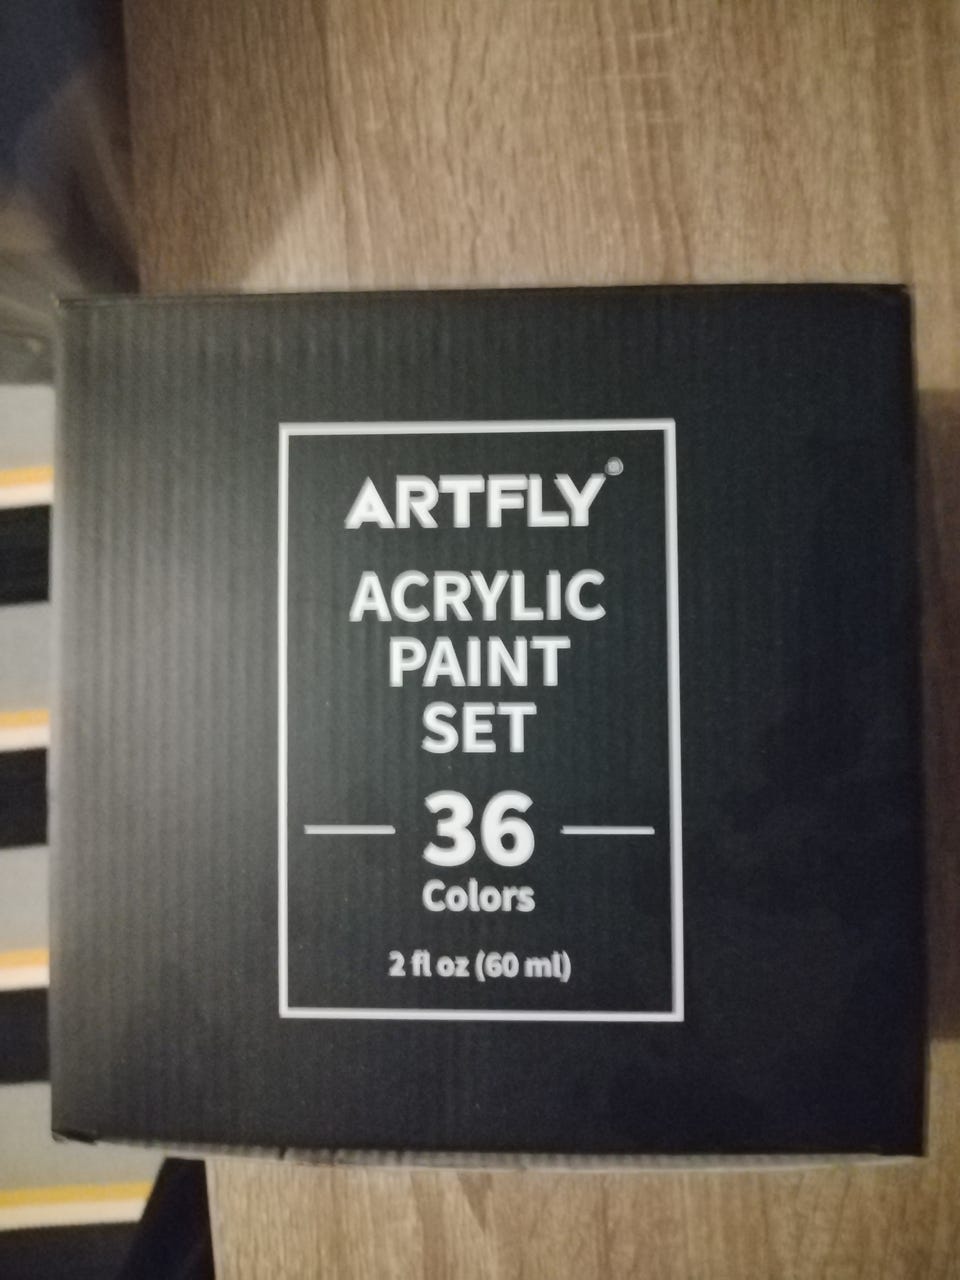 ARTFLY®
ACRYLIC
PAINT
SET
36
Colors
2 fl oz (60 ml)